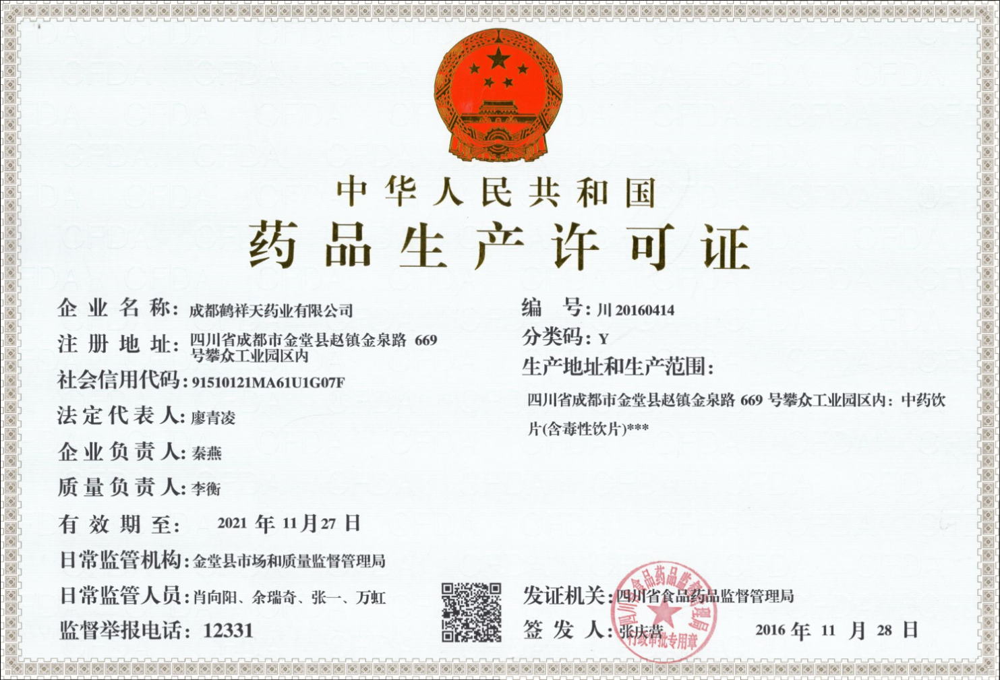 中华人民共和国
药品生产许可证
企业名称：成都鹤祥天药业有限公司
注册地址：四川省成都市金堂县赵镇金泉路 669
号攀众工业园区内
社会信用代码：91510121MA61U1G07F
法定代表人：廖青凌
企业负责人：秦燕
质量负责人：李衡
有效期至： 2021 年 11 月 27 日
日常监管机构：金堂县市场和质量监督管理局
日常监管人员：肖向阳、余瑞奇、张一、万虹
监督举报电话：12331
编 号：川 20160414
分类码：Y
生产地址和生产范围：
四川省成都市金堂县赵镇金泉路 669 号攀众工业园区内：中药饮
片(含毒性饮片)***
发证机关：四川省食品药品监督管理局
签发人：张庆营
2016 年 11 月 28 日
四川省食品药品监督管理局
行政审批专用章
CFDA